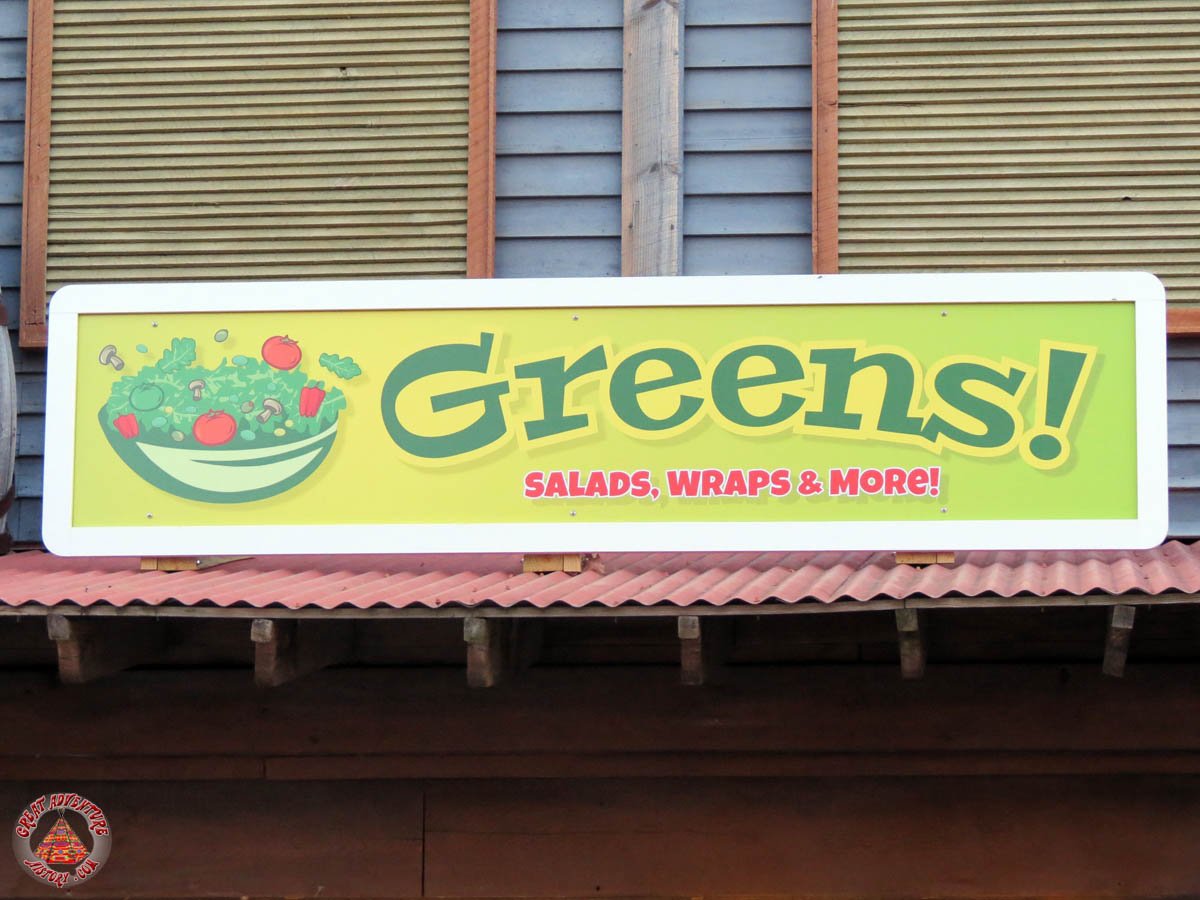 Greens!
SALADS, WRAPS & MORE!
GREAT ADVENTURE
HISTORY.COM